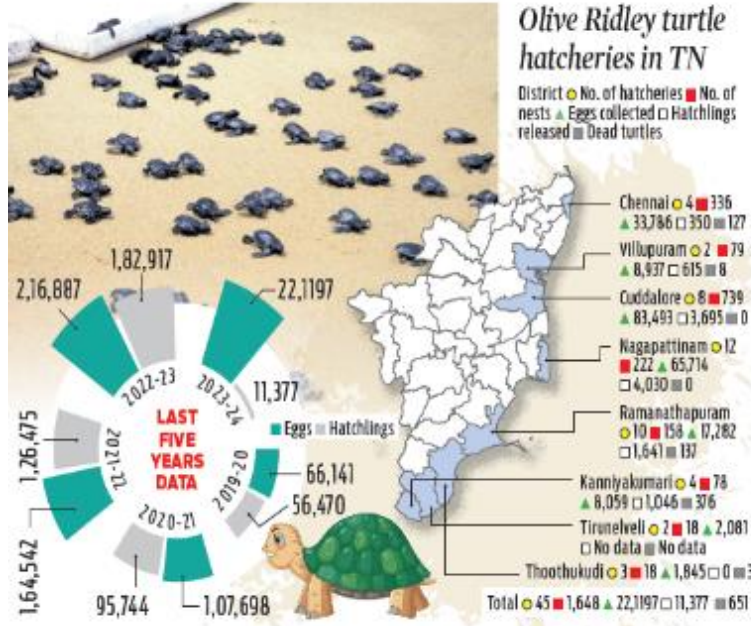 Olive Ridley turtle
hatcheries in TN
District No. of hatcheries No. of
nests Eggs collected Hatchlings
released Dead turtles
Chennai 4 336
33,786 350 127
Villupuram 2 79
8,937 615 8
Cuddalore 8 739
83,493 3,695 0
Nagapattinam 12
222 65,714
4,030 0
Ramanathapuram
10 158 17,282
1,641 137
Kanniyakumari 4 78
8,059 1,046 376
Tirunelveli 2 18 2,081
No data No data
Thoothukudi 3 18 1,845 0 3
Total 45 1,648 22,1197 11,377 651
LAST
FIVE
YEARS
DATA
Eggs Hatchlings
2019-20
66,141
56,470
2020-21
1,07,698
95,744
2021-22
1,64,542
1,26,475
2022-23
2,16,887
1,82,917
2023-24
22,1197
11,377